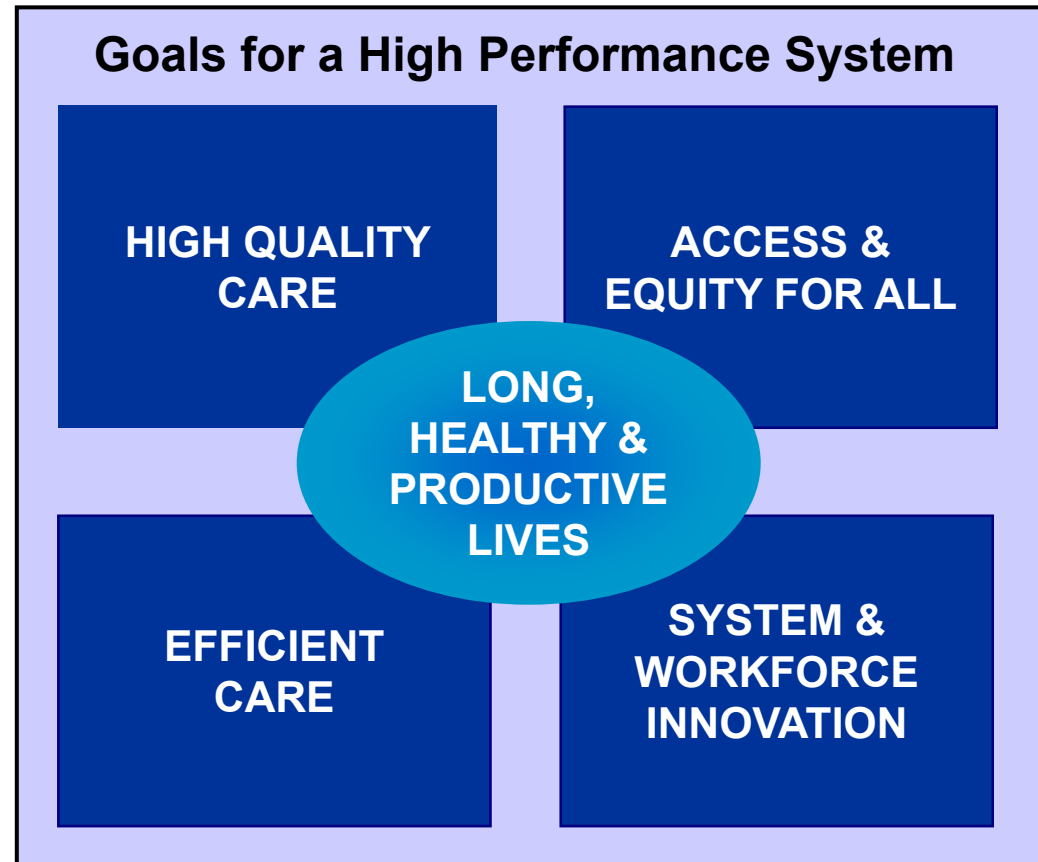 Goals for a High Performance System
HIGH QUALITY
CARE
ACCESS &
EQUITY FOR ALL
LONG,
HEALTHY &
PRODUCTIVE
LIVES
EFFICIENT
CARE
SYSTEM &
WORKFORCE
INNOVATION